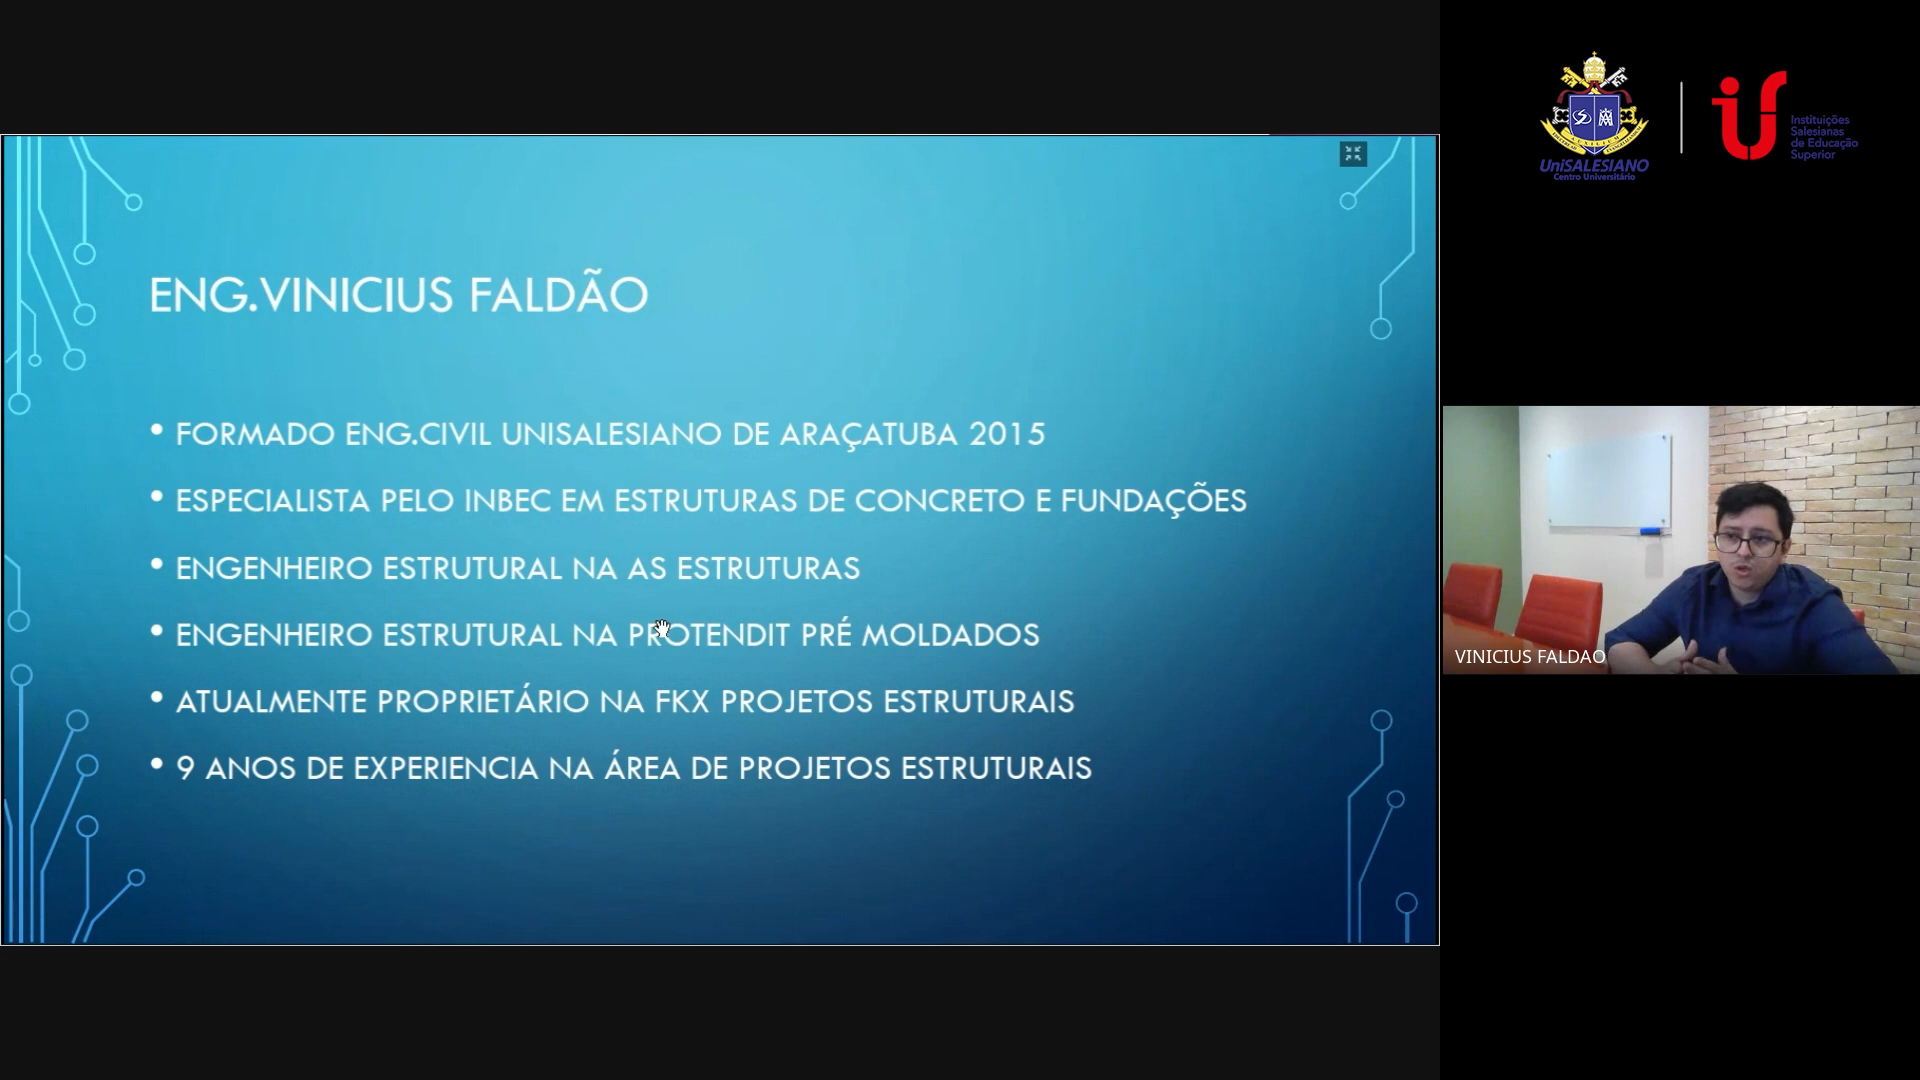 ENG.VINICIUS FALDÃO
• FORMADO ENG.CIVIL UNISALESIANO DE ARAÇATUBA 2015
• ESPECIALISTA PELO INBEC EM ESTRUTURAS DE CONCRETO E FUNDAÇÕES
• ENGENHEIRO ESTRUTURAL NA AS ESTRUTURAS
• ENGENHEIRO ESTRUTURAL NA PROTENDIT PRÉ MOLDADOS
• ATUALMENTE PROPRIETÁRIO NA FKX PROJETOS ESTRUTURAIS
• 9 ANOS DE EXPERIENCIA NA ÁREA DE PROJETOS ESTRUTURAIS
UniSALESIANO
Centro Universitário
Instituições
Salesianas
de Educação
Superior
VINICIUS FALDAO